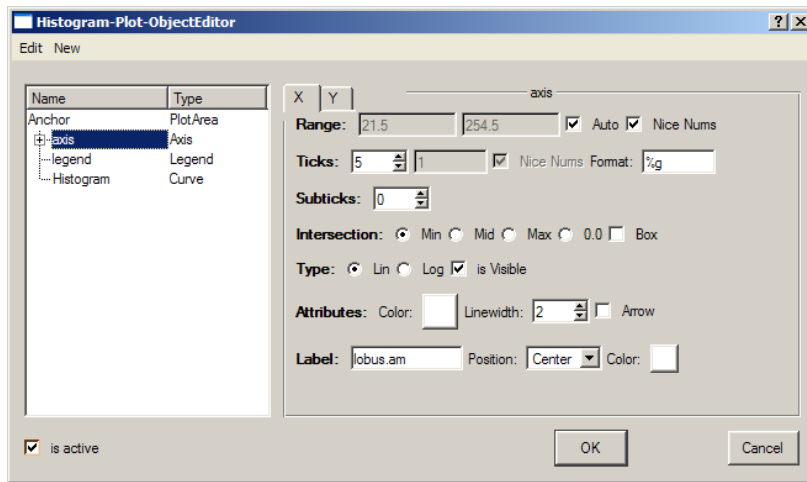 Histogram-Plot-ObjectEditor
Edit New
Name Type
Anchor PlotArea
axis Axis
legend Legend
Histogram Curve
X Y axis
Range: 21.5 254.5 Auto Nice Nums
Ticks: 5 1 Nice Nums Format: %g
Subticks: 0
Intersection: Min Mid Max 0.0 Box
Type: Lin Log is Visible
Attributes: Color: Linewidth: 2 Arrow
Label: lobus.am Position: Center Color:
is active OK Cancel